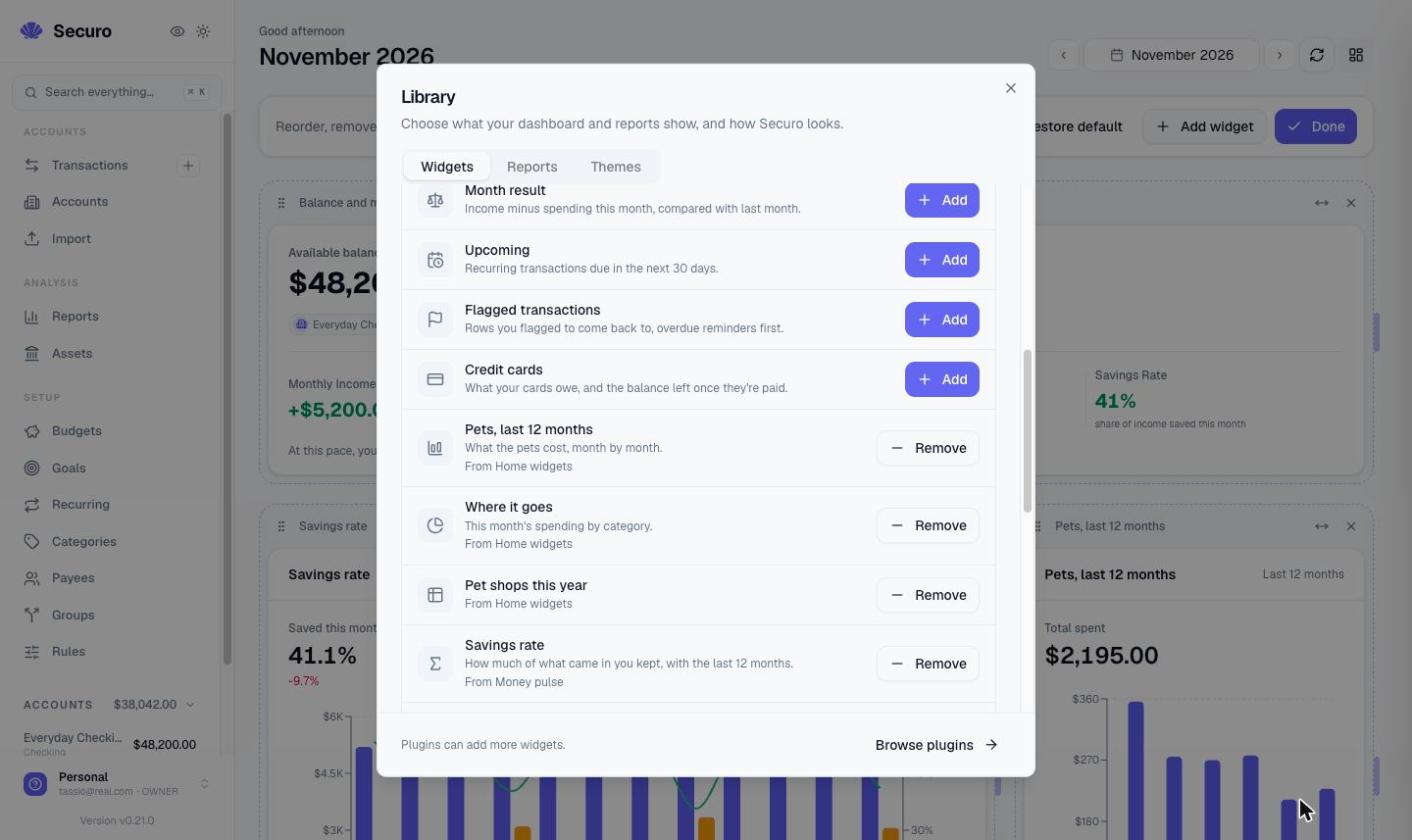 Securo
Search everything...
⌘ K
ACCOUNTS
Transactions
Accounts
Import
ANALYSIS
Reports
Assets
SETUP
Budgets
Goals
Recurring
Categories
Payees
Groups
Rules
ACCOUNTS $38,042.00
Everyday Checki... $48,200.00
Checking
Personal
tassio@real.com · OWNER
Version v0.21.0
Good afternoon
November 2026
November 2026
Reorder, remove
estore default
Add widget
Done
Balance and m
Available balan
$48,20
Everyday Che
Monthly Income
+$5,200.0
At this pace, you
Savings Rate
41%
share of income saved this month
Savings rate
Savings rate
Saved this mont
41.1%
-9.7%
$6K
$4.5K
$3K
30%
Pets, last 12 months
Pets, last 12 months
Last 12 months
Total spent
$2,195.00
$360
$270
$180
Library
Choose what your dashboard and reports show, and how Securo looks.
Widgets Reports Themes
Month result
Income minus spending this month, compared with last month.
Add
Upcoming
Recurring transactions due in the next 30 days.
Add
Flagged transactions
Rows you flagged to come back to, overdue reminders first.
Add
Credit cards
What your cards owe, and the balance left once they're paid.
Add
Pets, last 12 months
What the pets cost, month by month.
From Home widgets
Remove
Where it goes
This month's spending by category.
From Home widgets
Remove
Pet shops this year
From Home widgets
Remove
Savings rate
How much of what came in you kept, with the last 12 months.
From Money pulse
Remove
Plugins can add more widgets.
Browse plugins